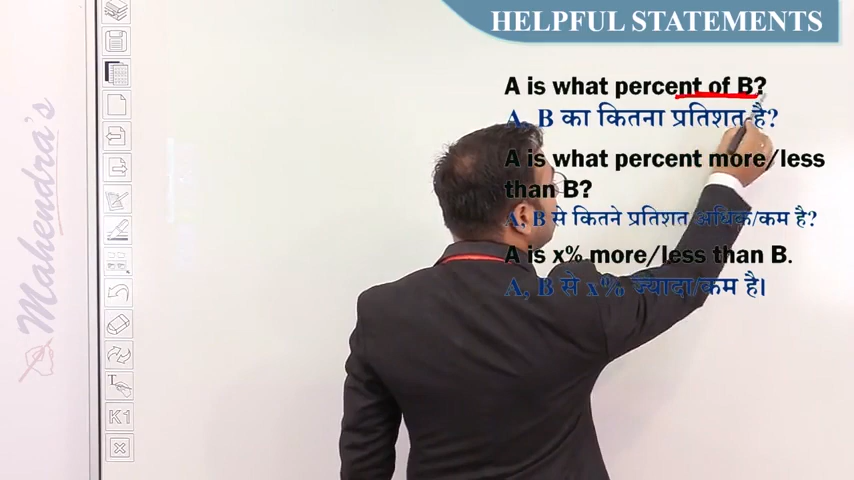 HELPFUL STATEMENTS
A is what percent of B?
A, B का कितना प्रतिशत है?
A is what percent more/less
than B?
A, B से कितने प्रतिशत अधिक/कम है?
A is x% more/less than B.
A, B से x% ज्यादा/कम है।
Mahendra's
T
K1